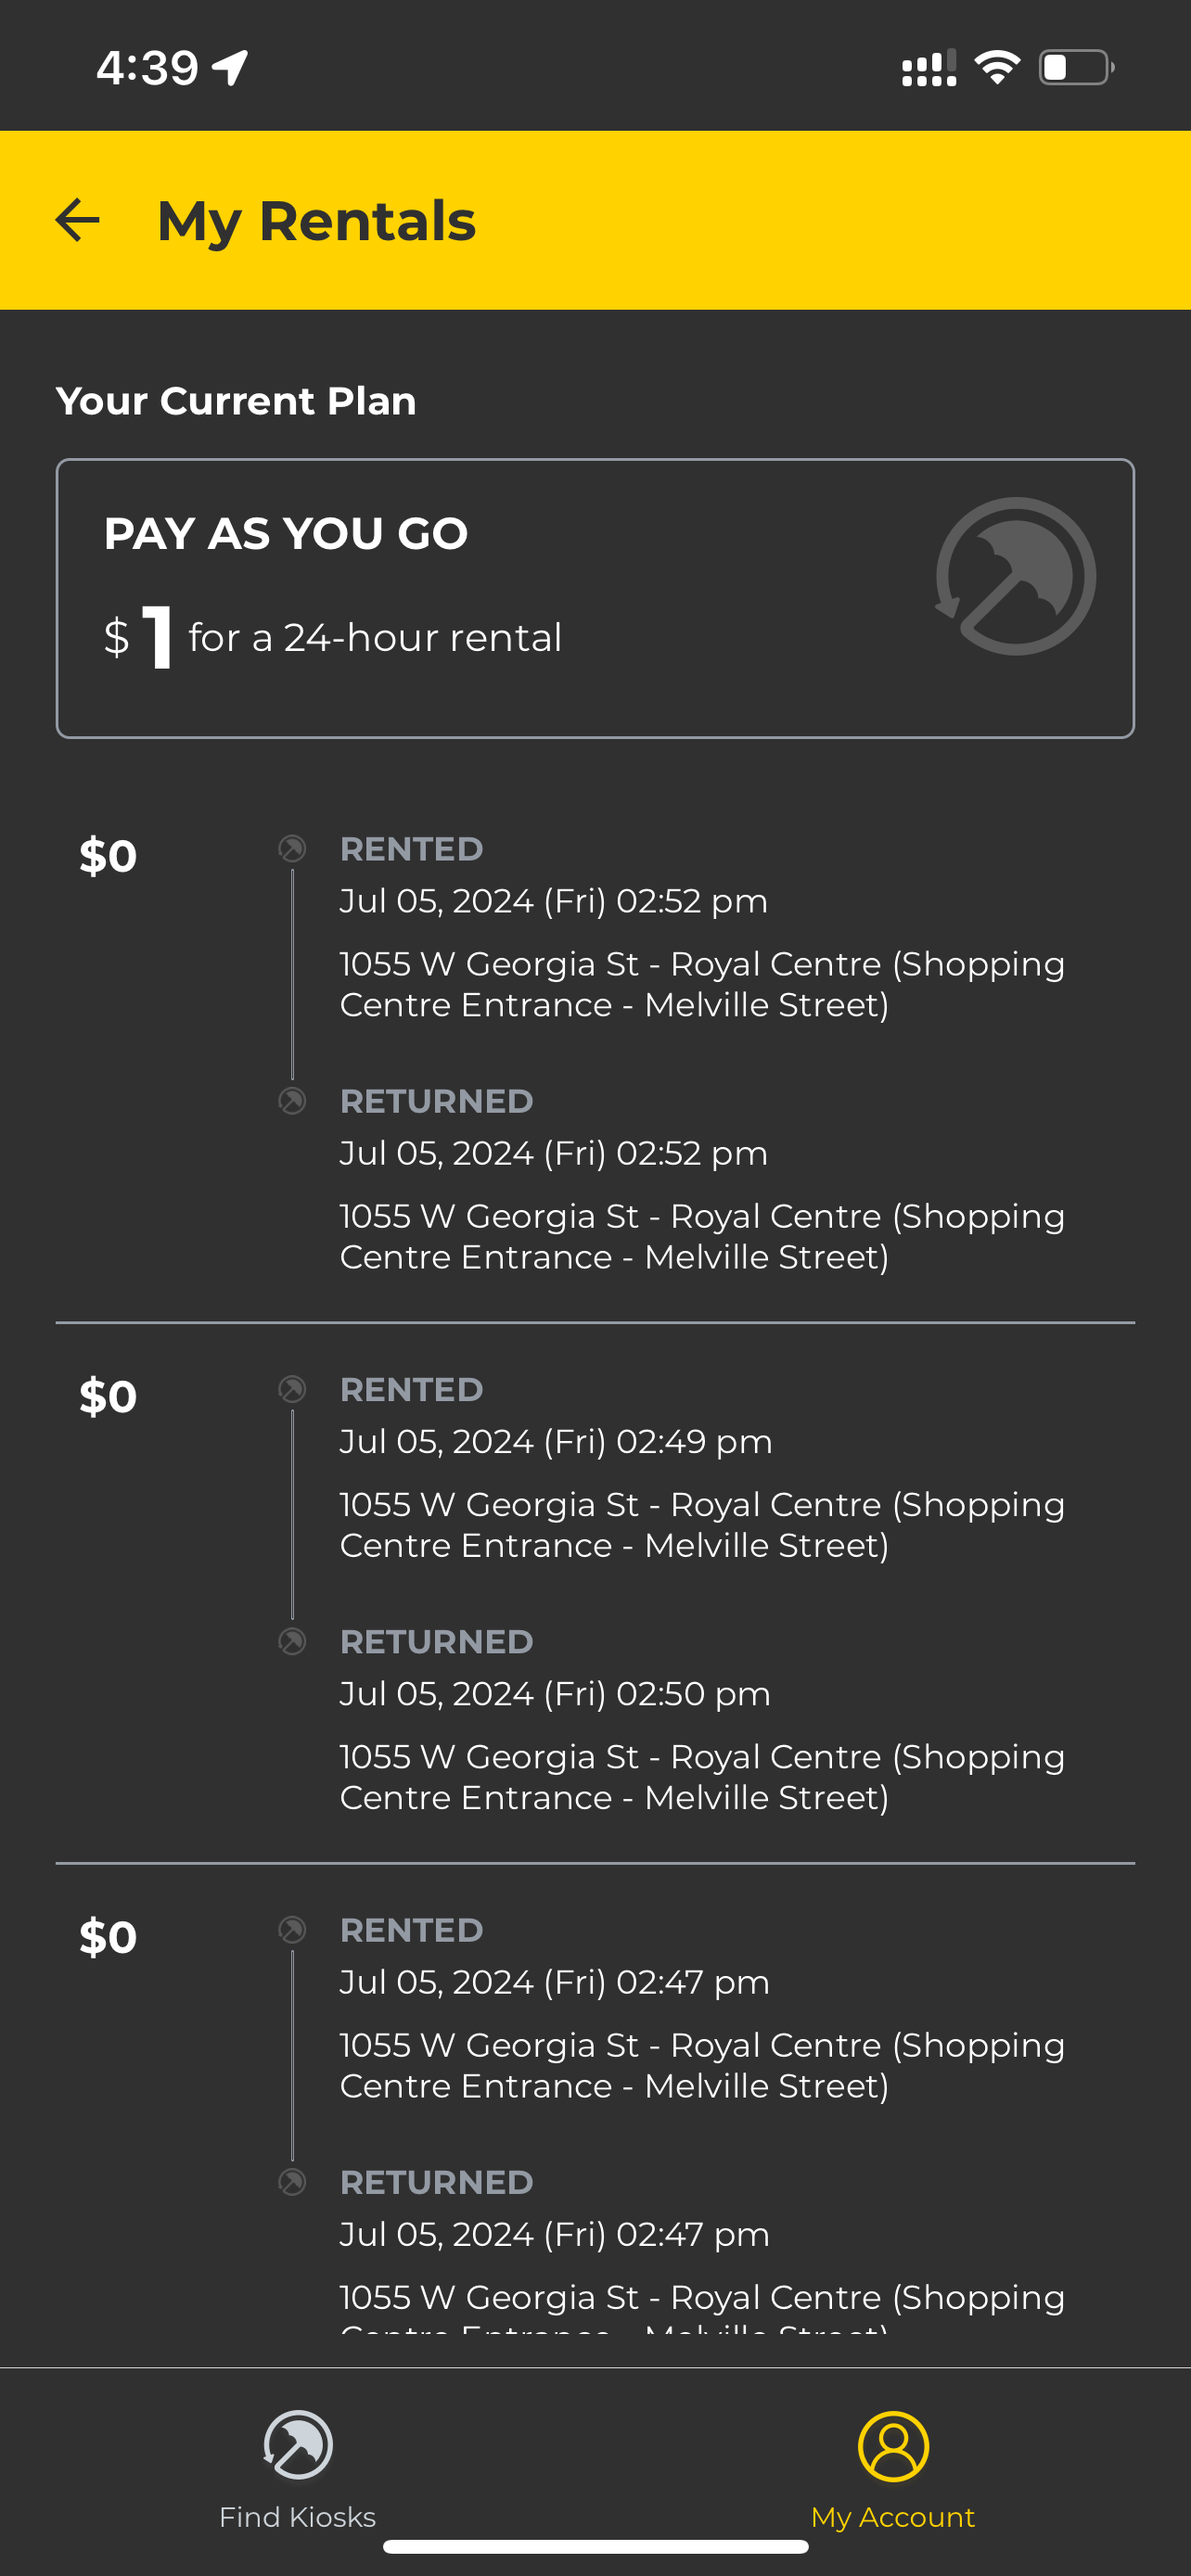 4:39
My Rentals
Your Current Plan
PAY AS YOU GO
$ 1 for a 24-hour rental
$0
RENTED
Jul 05, 2024 (Fri) 02:52 pm
1055 W Georgia St - Royal Centre (Shopping
Centre Entrance - Melville Street)
RETURNED
Jul 05, 2024 (Fri) 02:52 pm
1055 W Georgia St - Royal Centre (Shopping
Centre Entrance - Melville Street)
$0
RENTED
Jul 05, 2024 (Fri) 02:49 pm
1055 W Georgia St - Royal Centre (Shopping
Centre Entrance - Melville Street)
RETURNED
Jul 05, 2024 (Fri) 02:50 pm
1055 W Georgia St - Royal Centre (Shopping
Centre Entrance - Melville Street)
$0
RENTED
Jul 05, 2024 (Fri) 02:47 pm
1055 W Georgia St - Royal Centre (Shopping
Centre Entrance - Melville Street)
RETURNED
Jul 05, 2024 (Fri) 02:47 pm
1055 W Georgia St - Royal Centre (Shopping
Centre Entrance - Melville Street)
Find Kiosks
My Account